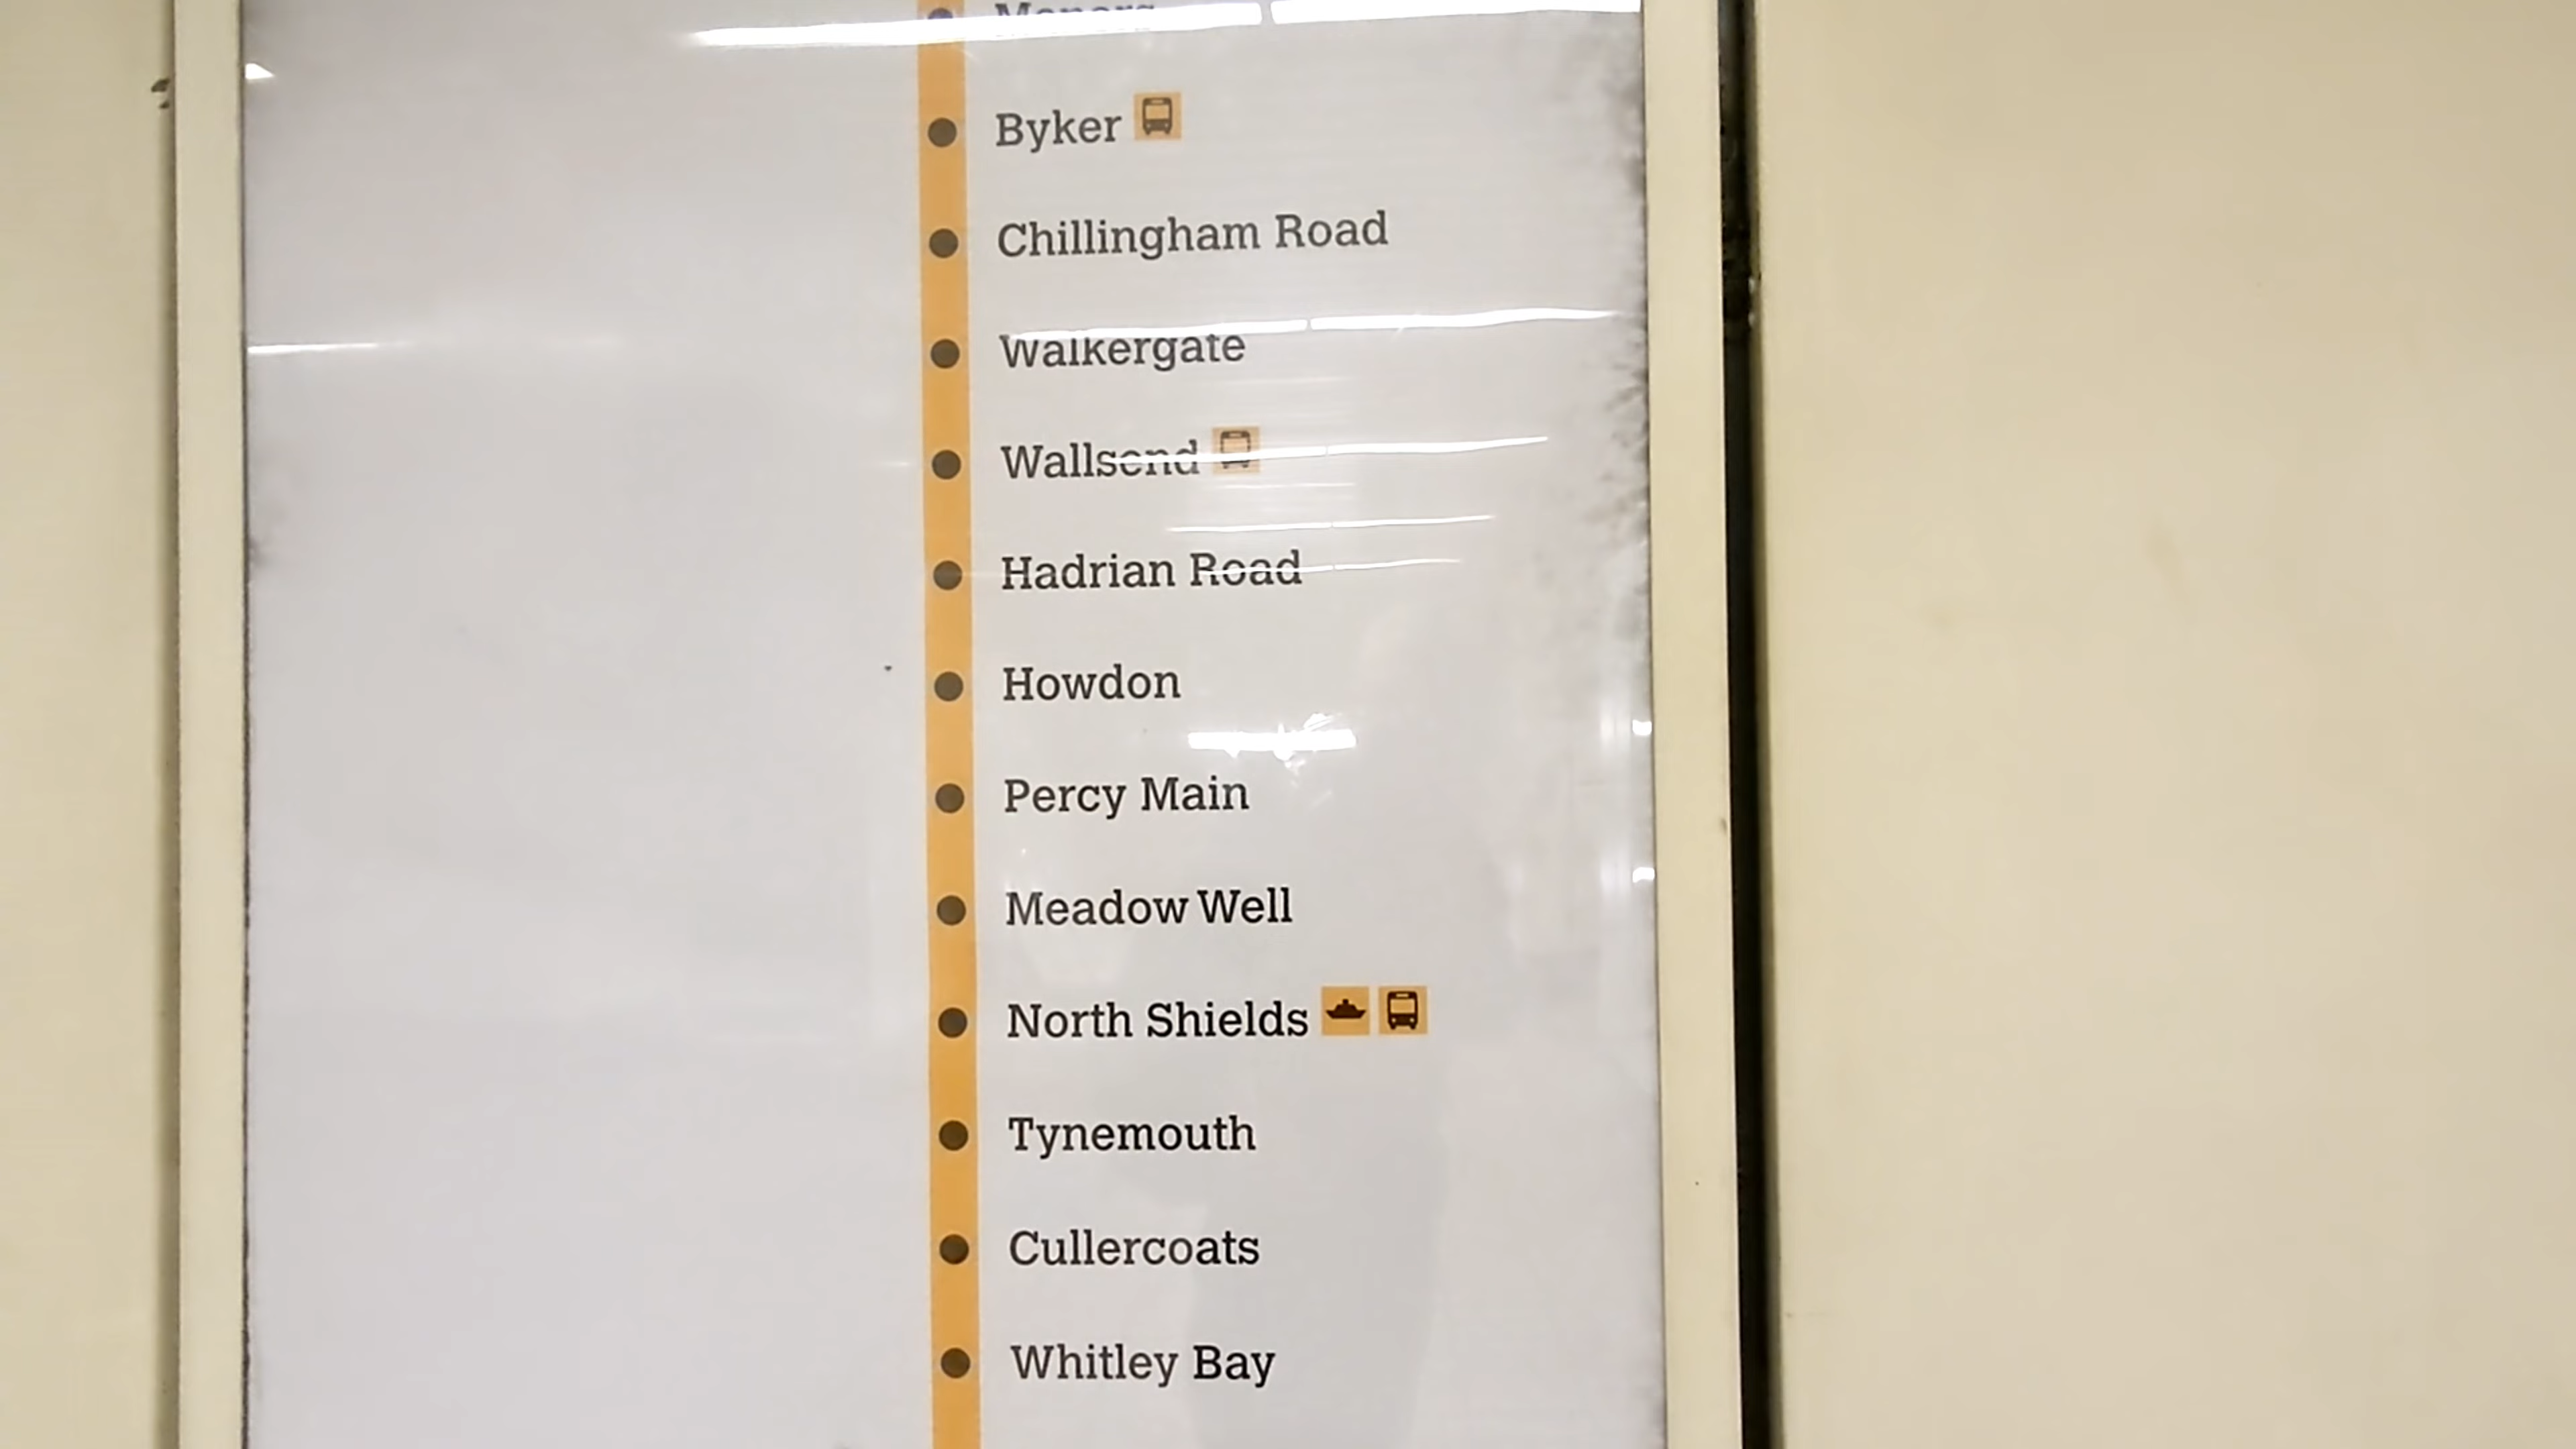 Byker
Chillingham Road
Walkergate
Wallsend
Hadrian Road
Howdon
Percy Main
Meadow Well
North Shields
Tynemouth
Cullercoats
Whitley Bay